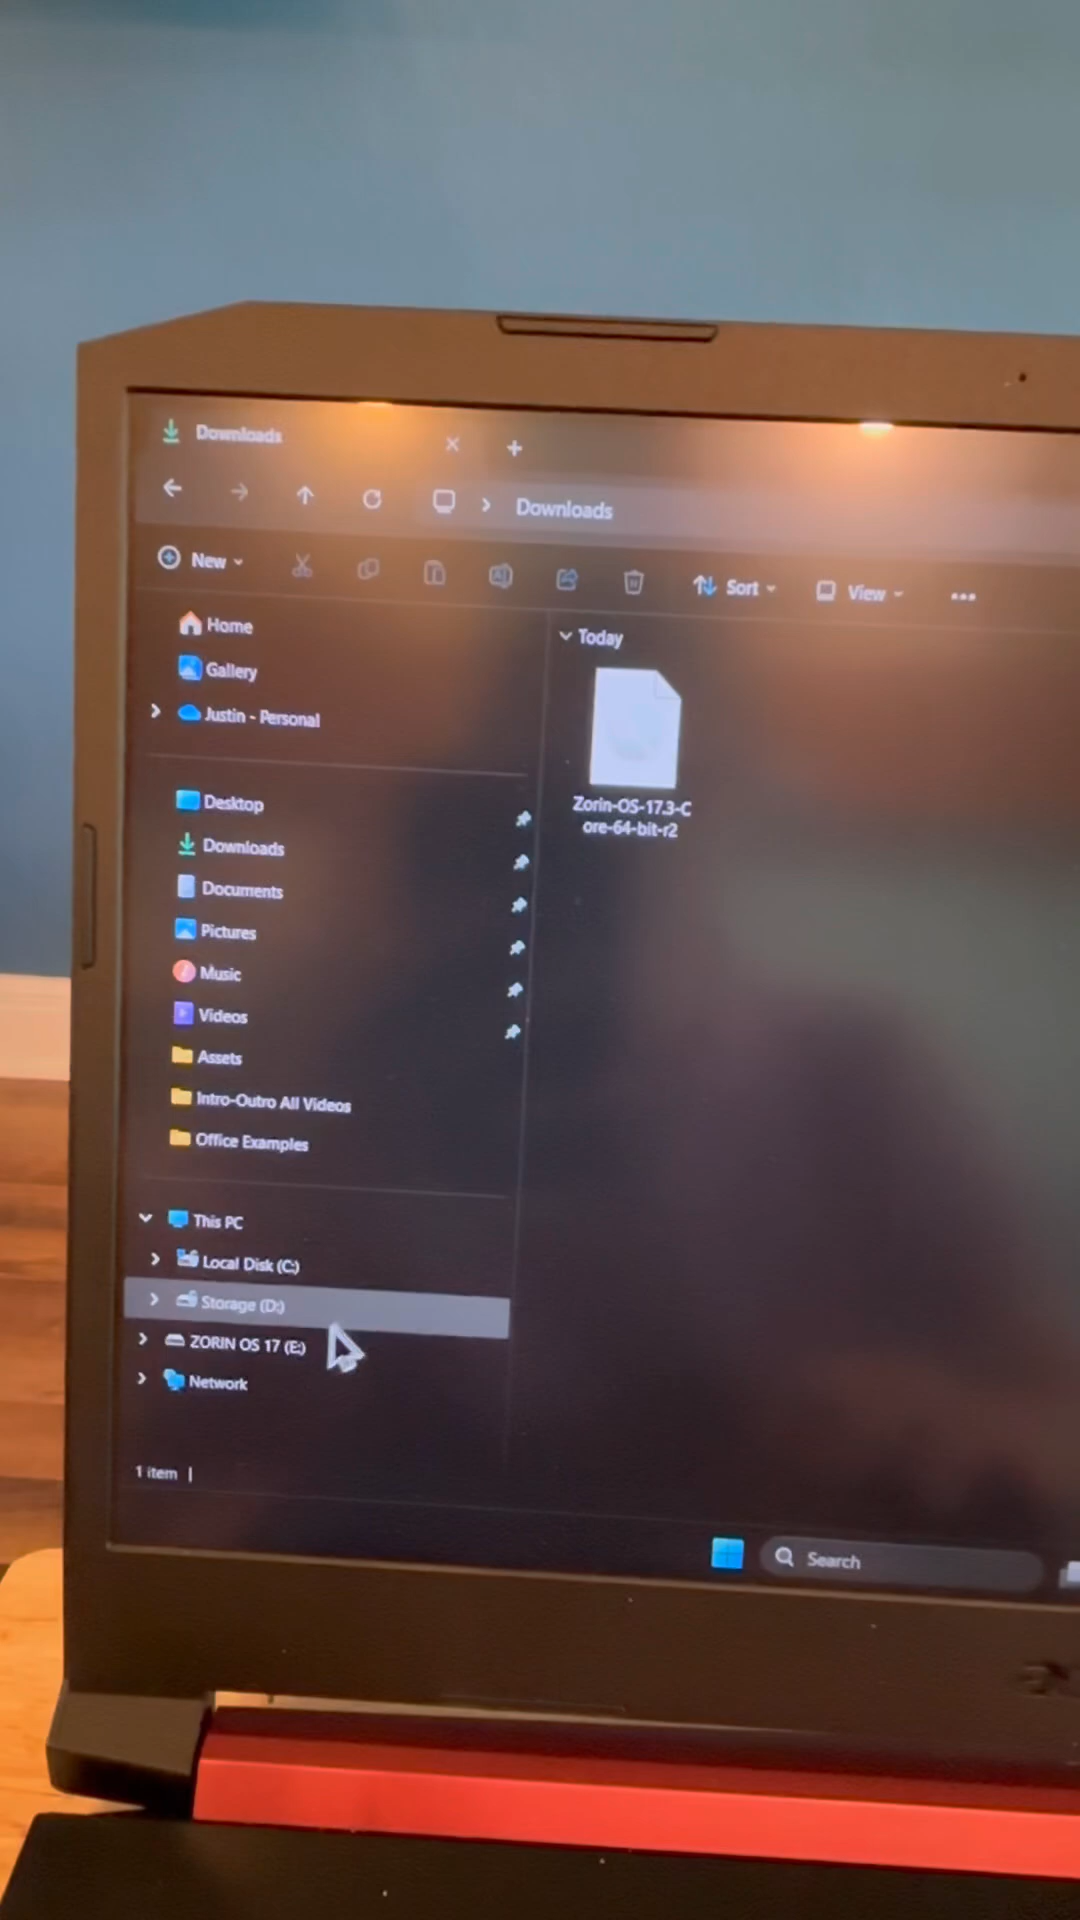 Downloads
Downloads
New
Sort
View
Home
Gallery
Justin - Personal
Desktop
Downloads
Documents
Pictures
Music
Videos
Assets
Intro-Outro All Videos
Office Examples
This PC
Local Disk (C:)
Storage (D:)
ZORIN OS 17 (E:)
Network
1 item
Today
Zorin-OS-17.3-C
ore-64-bit-r2
Search